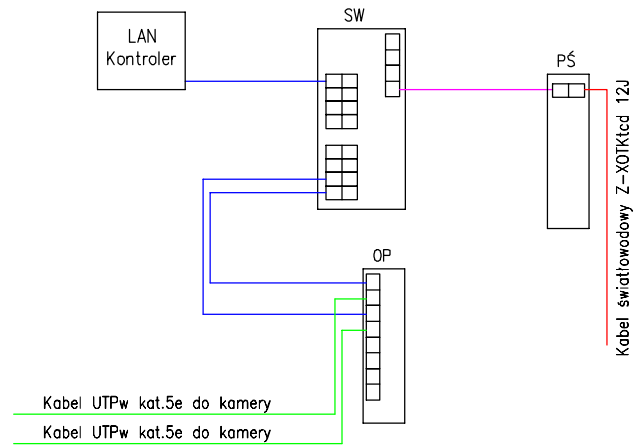 SW
LAN
Kontroler
PŚ
Kabel światłowodowy Z-XOTKtcd 12J
OP
Kabel UTPw kat.5e do kamery
Kabel UTPw kat.5e do kamery